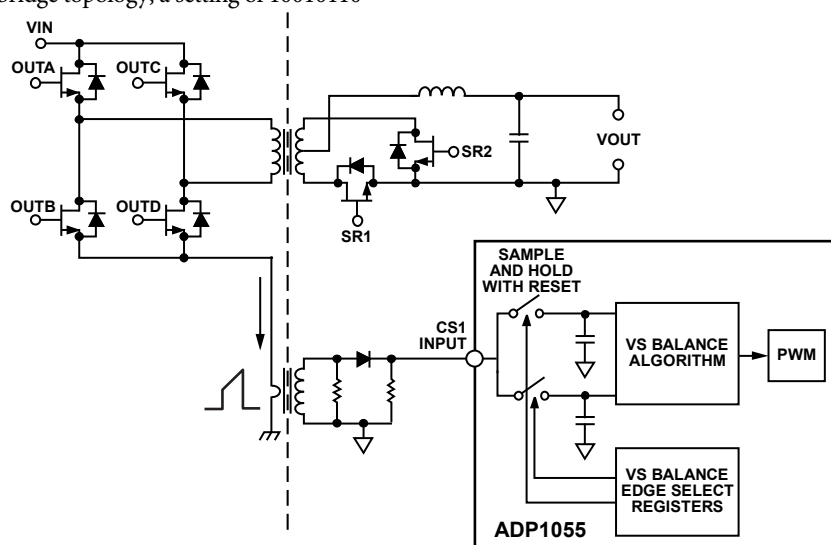 bridge topology, a setting of 10010110
VIN
OUTA
OUTC
VOUT
SR2
OUTB
OUTD
SR1
SAMPLE
AND HOLD
WITH RESET
CS1
INPUT
VS BALANCE
ALGORITHM
PWM
VS BALANCE
EDGE SELECT
REGISTERS
ADP1055